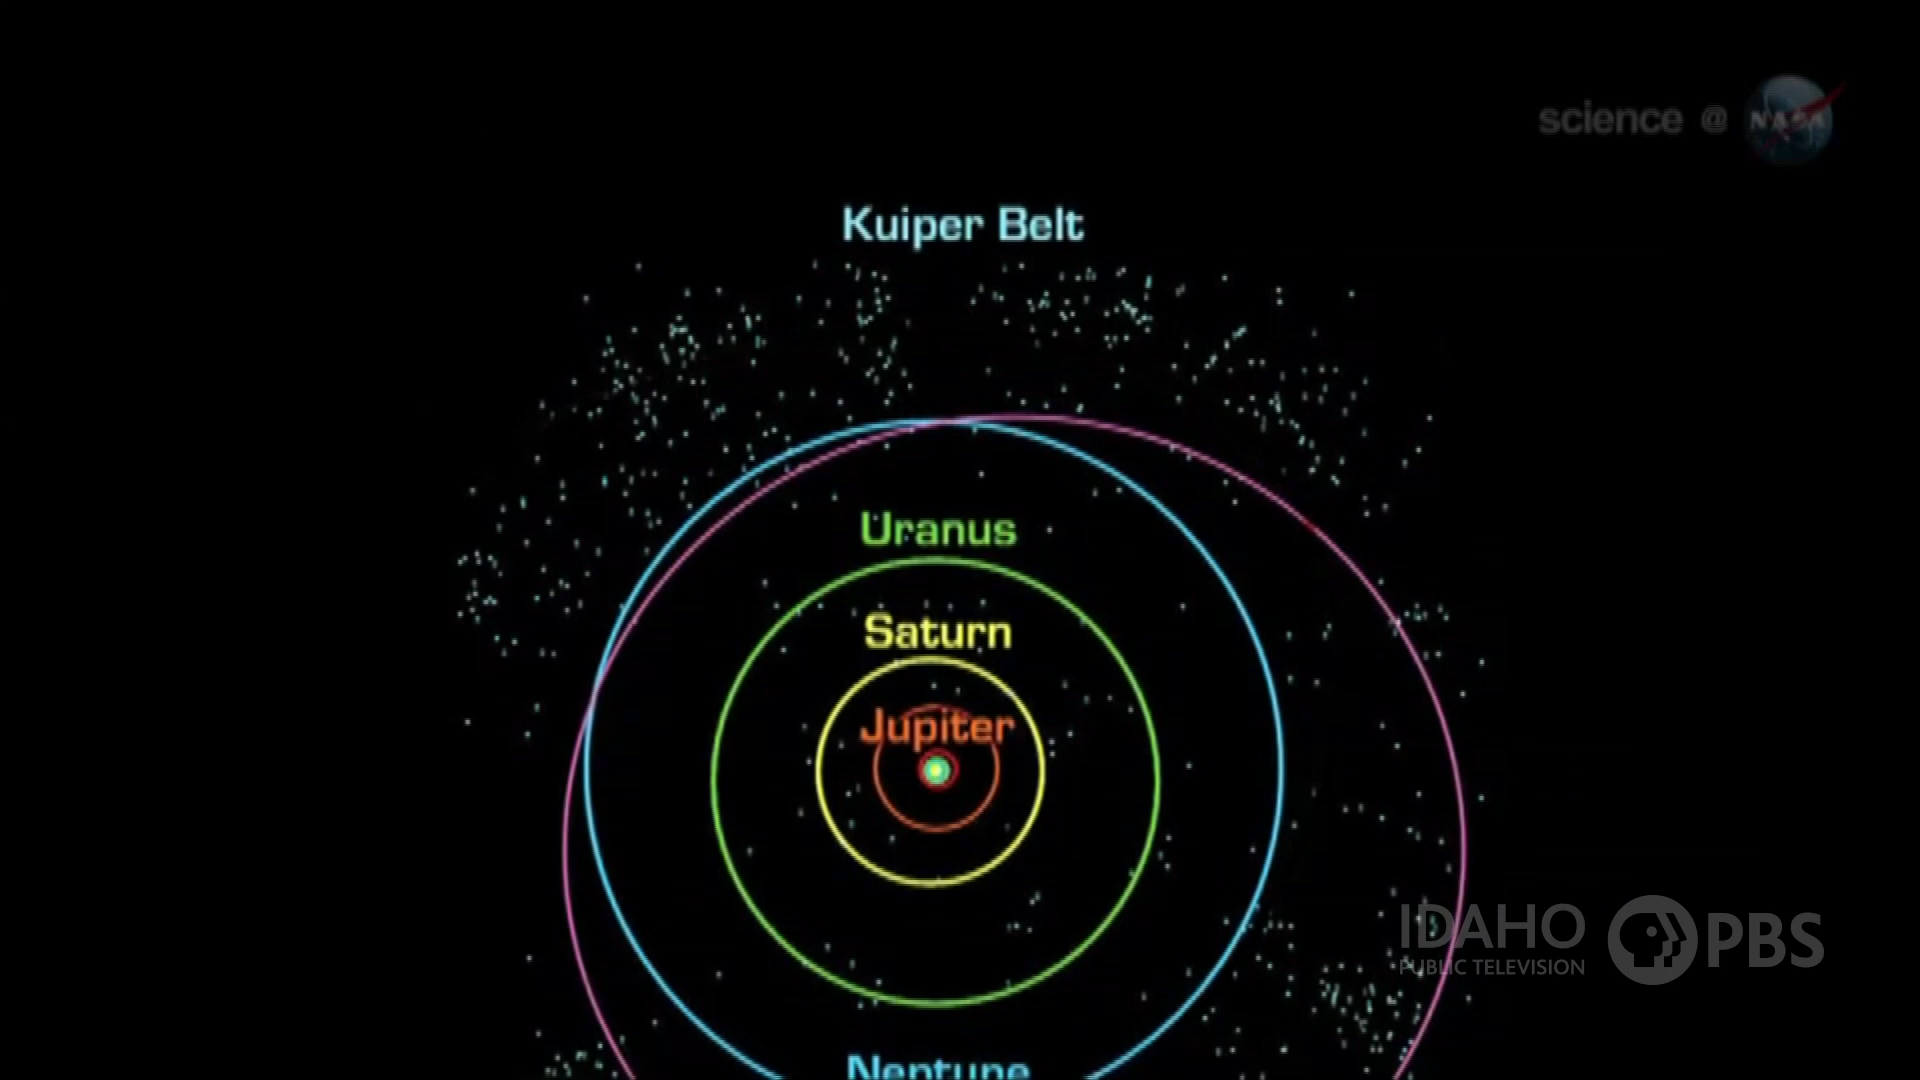 science @ NASA
Kuiper Belt
Uranus
Saturn
Jupiter
IDAHO
PUBLIC TELEVISION
PBS
Neptune